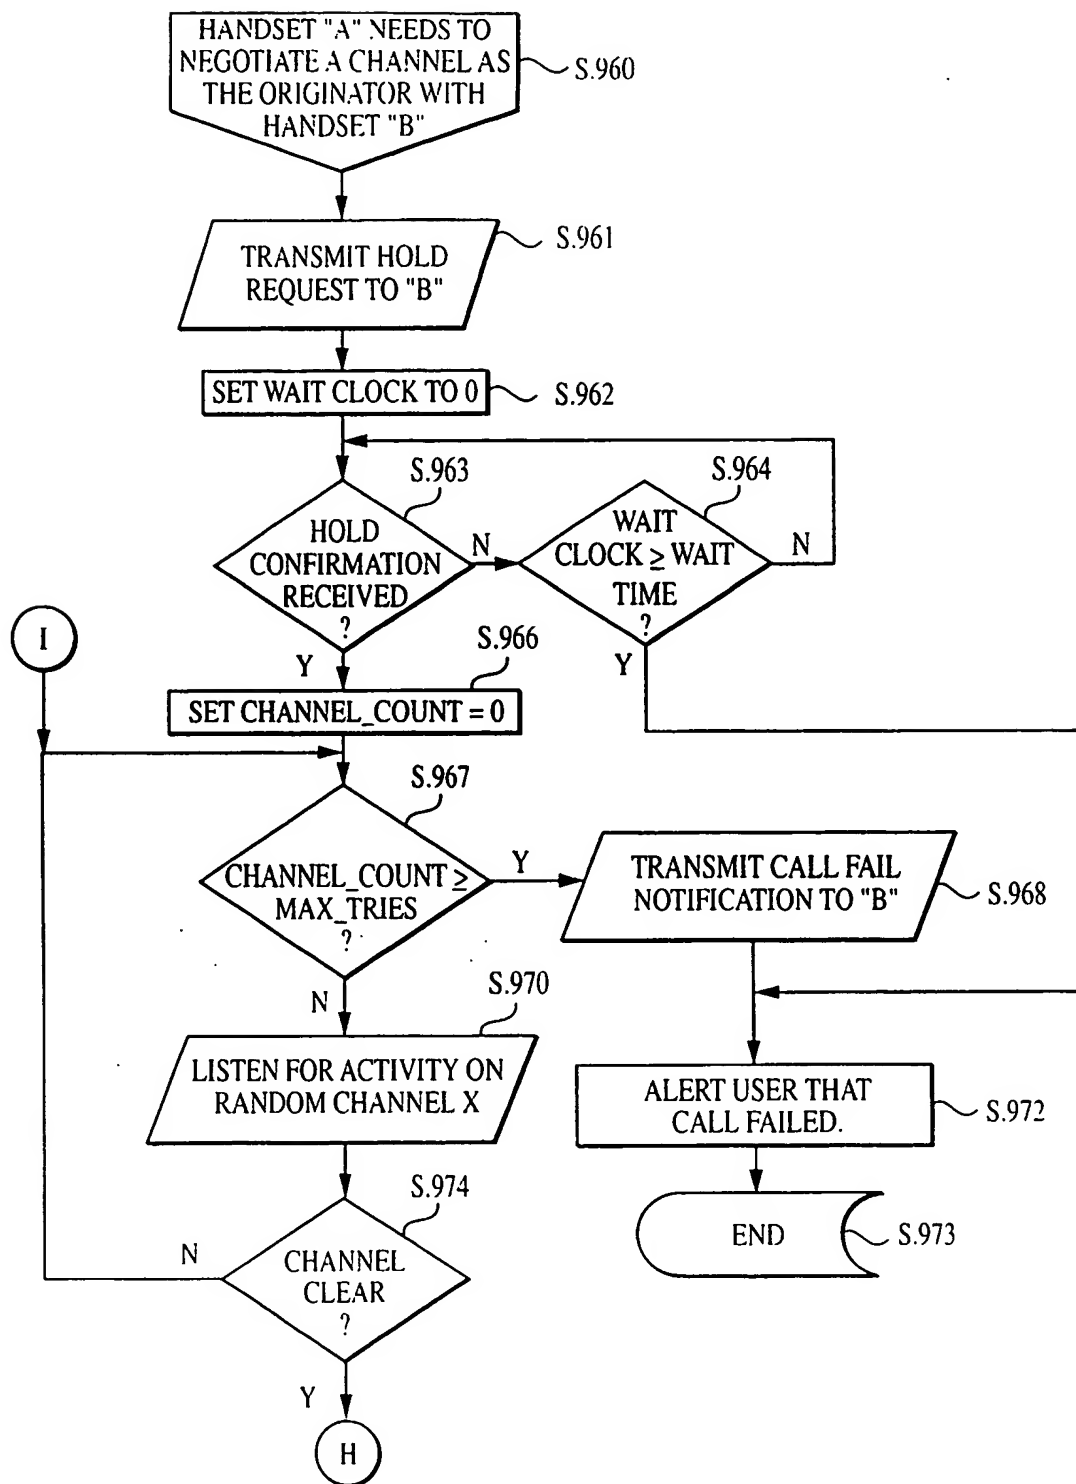 HANDSET "A" NEEDS TO
NEGOTIATE A CHANNEL AS
THE ORIGINATOR WITH
HANDSET "B"
S.960
TRANSMIT HOLD
REQUEST TO "B"
S.961
SET WAIT CLOCK TO 0
S.962
HOLD
CONFIRMATION
RECEIVED
?
S.963
N
Y
WAIT
CLOCK ≥ WAIT
TIME
?
S.964
N
Y
I
SET CHANNEL_COUNT = 0
S.966
CHANNEL_COUNT ≥
MAX_TRIES
?
S.967
Y
N
TRANSMIT CALL FAIL
NOTIFICATION TO "B"
S.968
LISTEN FOR ACTIVITY ON
RANDOM CHANNEL X
S.970
ALERT USER THAT
CALL FAILED.
S.972
CHANNEL
CLEAR
?
S.974
N
Y
END
S.973
H